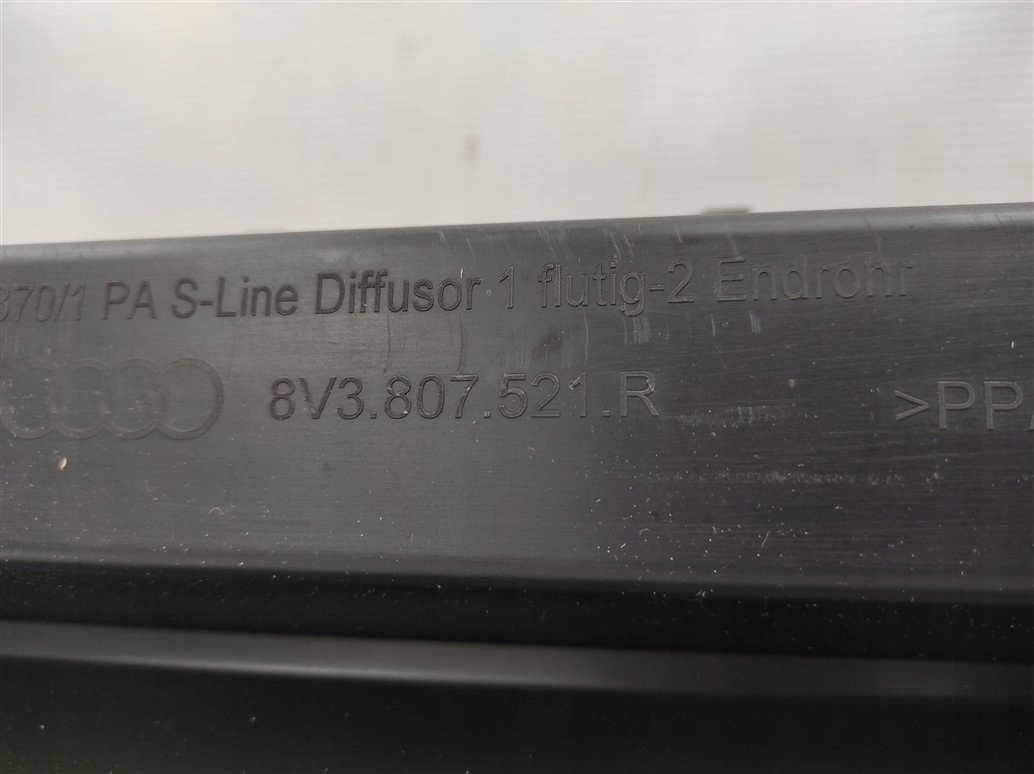 370/1 PA S-Line Diffusor 1 flutig-2 Endrohr
8V3.807.521.R >PP